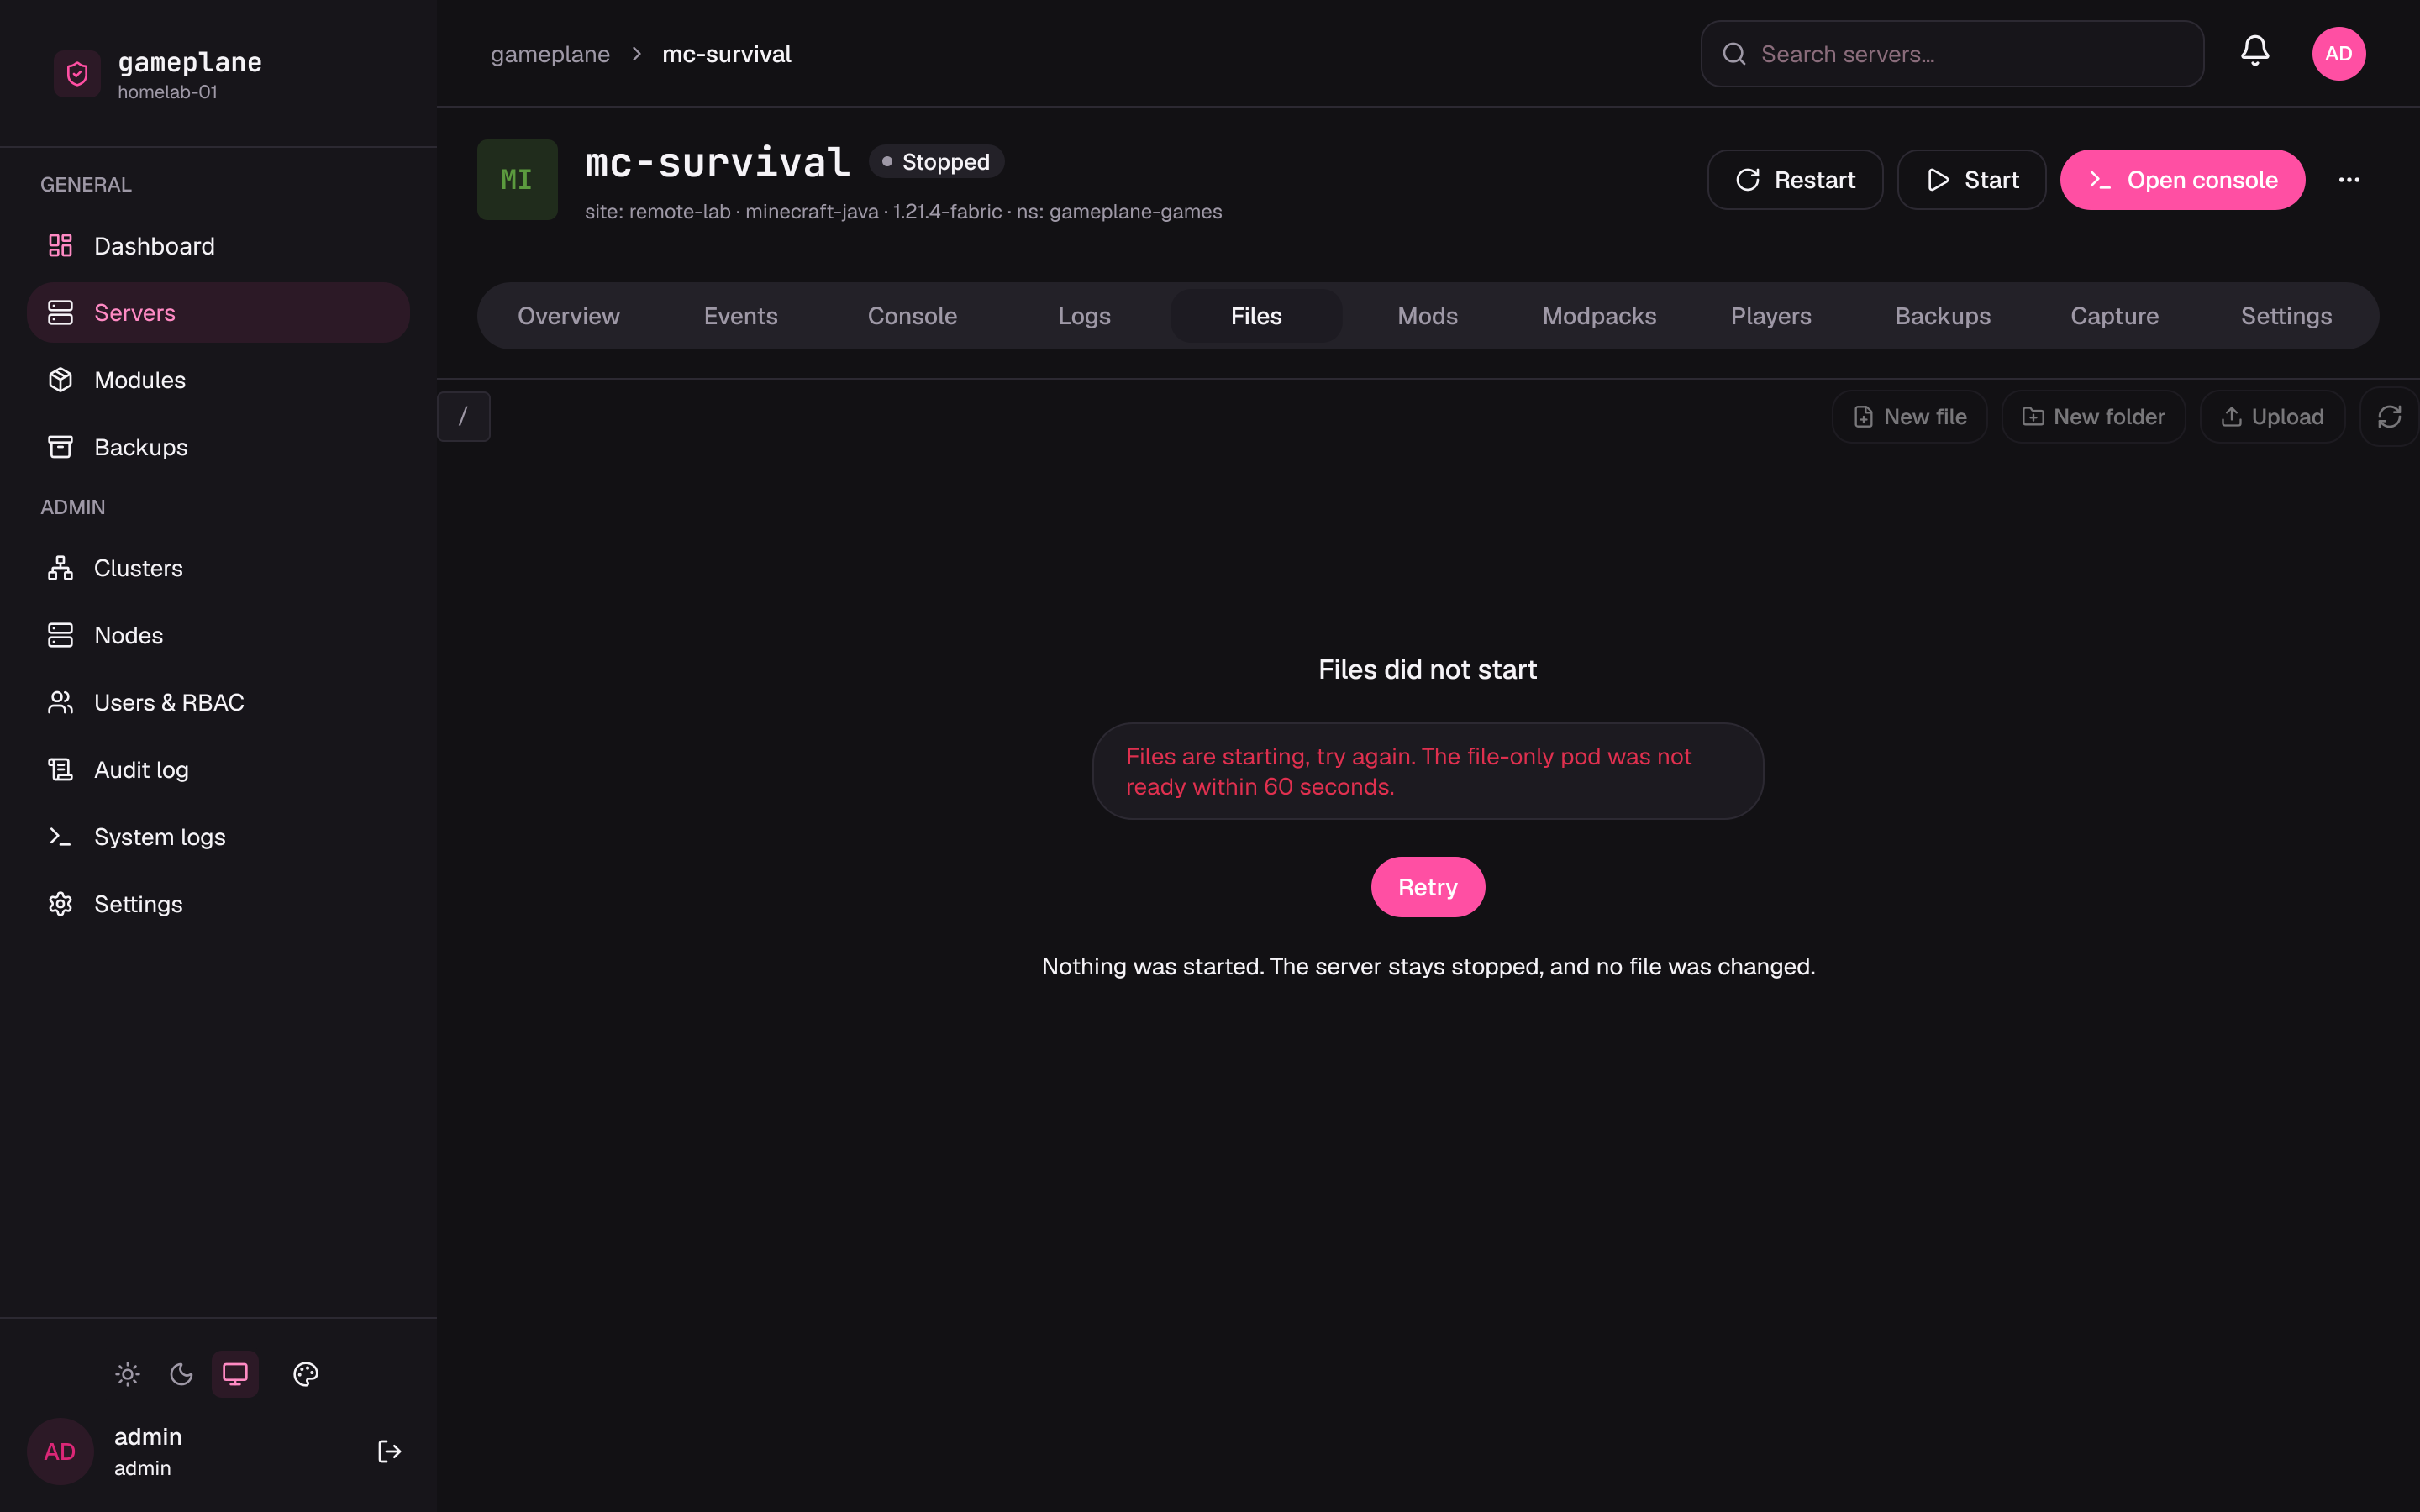 gameplane
homelab-01
GENERAL
Dashboard
Servers
Modules
Backups
ADMIN
Clusters
Nodes
Users & RBAC
Audit log
System logs
Settings
AD
admin
admin
gameplane > mc-survival
Search servers...
AD
MI
mc-survival
Stopped
site: remote-lab · minecraft-java · 1.21.4-fabric · ns: gameplane-games
Restart
Start
Open console
Overview
Events
Console
Logs
Files
Mods
Modpacks
Players
Backups
Capture
Settings
/
New file
New folder
Upload
Files did not start
Files are starting, try again. The file-only pod was not
ready within 60 seconds.
Retry
Nothing was started. The server stays stopped, and no file was changed.